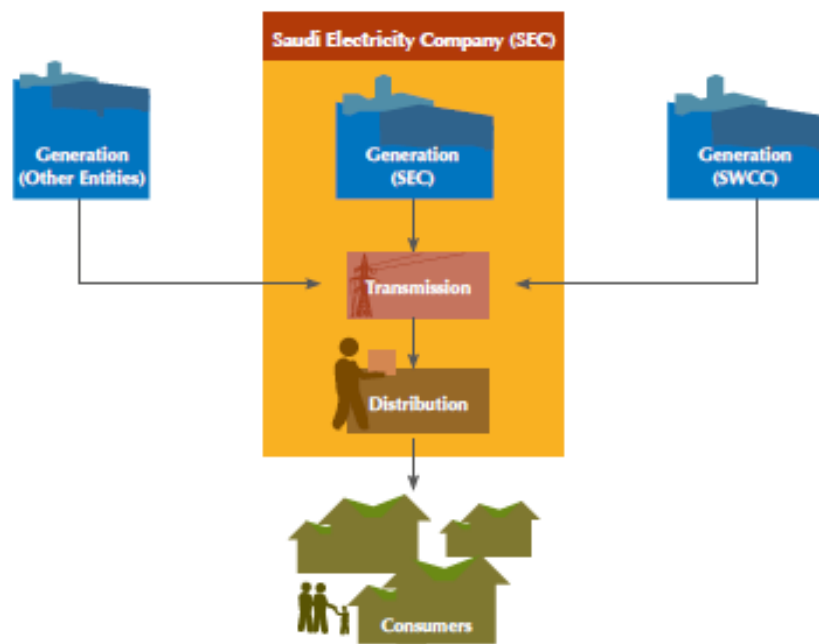 Saudi Electricity Company (SEC)
Generation
(Other Entities)
Generation
(SEC)
Generation
(SWCC)
Transmission
Distribution
Consumers